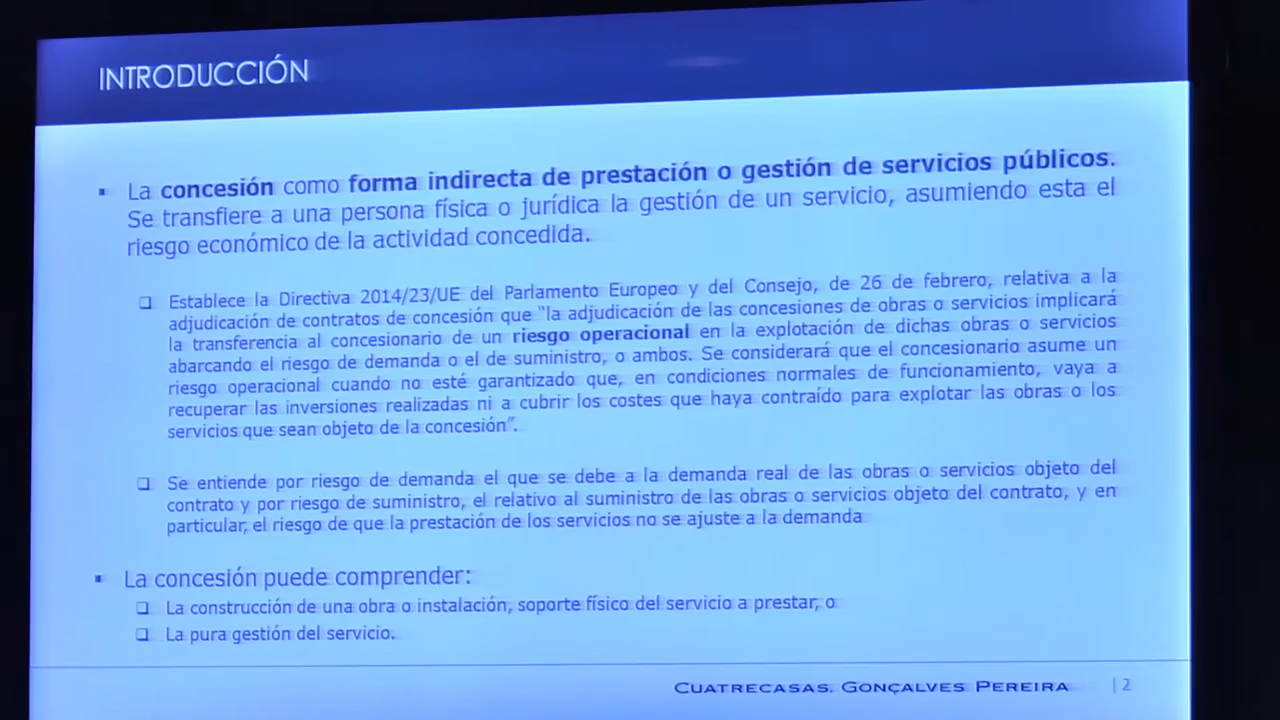 INTRODUCCIÓN
▪ La concesión como forma indirecta de prestación o gestión de servicios públicos.
Se transfiere a una persona física o jurídica la gestión de un servicio, asumiendo esta el
riesgo económico de la actividad concedida.
❑ Establece la Directiva 2014/23/UE del Parlamento Europeo y del Consejo, de 26 de febrero, relativa a la
adjudicación de contratos de concesión que “la adjudicación de las concesiones de obras o servicios implicará
la transferencia al concesionario de un riesgo operacional en la explotación de dichas obras o servicios
abarcando el riesgo de demanda o el de suministro, o ambos. Se considerará que el concesionario asume un
riesgo operacional cuando no esté garantizado que, en condiciones normales de funcionamiento, vaya a
recuperar las inversiones realizadas ni a cubrir los costes que haya contraído para explotar las obras o los
servicios que sean objeto de la concesión”.
❑ Se entiende por riesgo de demanda el que se debe a la demanda real de las obras o servicios objeto del
contrato y por riesgo de suministro, el relativo al suministro de las obras o servicios objeto del contrato, y en
particular, el riesgo de que la prestación de los servicios no se ajuste a la demanda
▪ La concesión puede comprender:
❑ La construcción de una obra o instalación, soporte físico del servicio a prestar, o
❑ La pura gestión del servicio.
CUATRECASAS, GONÇALVES PEREIRA | 2